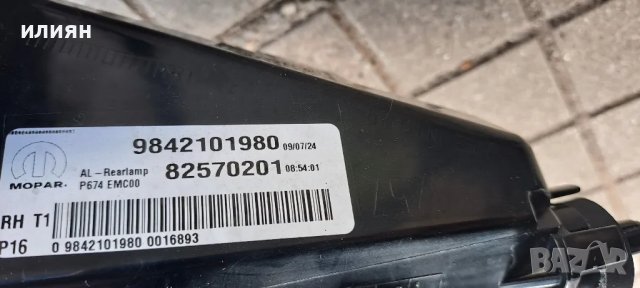 илиян
9842101980 09/07/24
AL-Rearlamp 82570201 08:54:01
MOPAR. P674 EMC00
RH T1
P16 0 9842101980 0016893
BAZAR